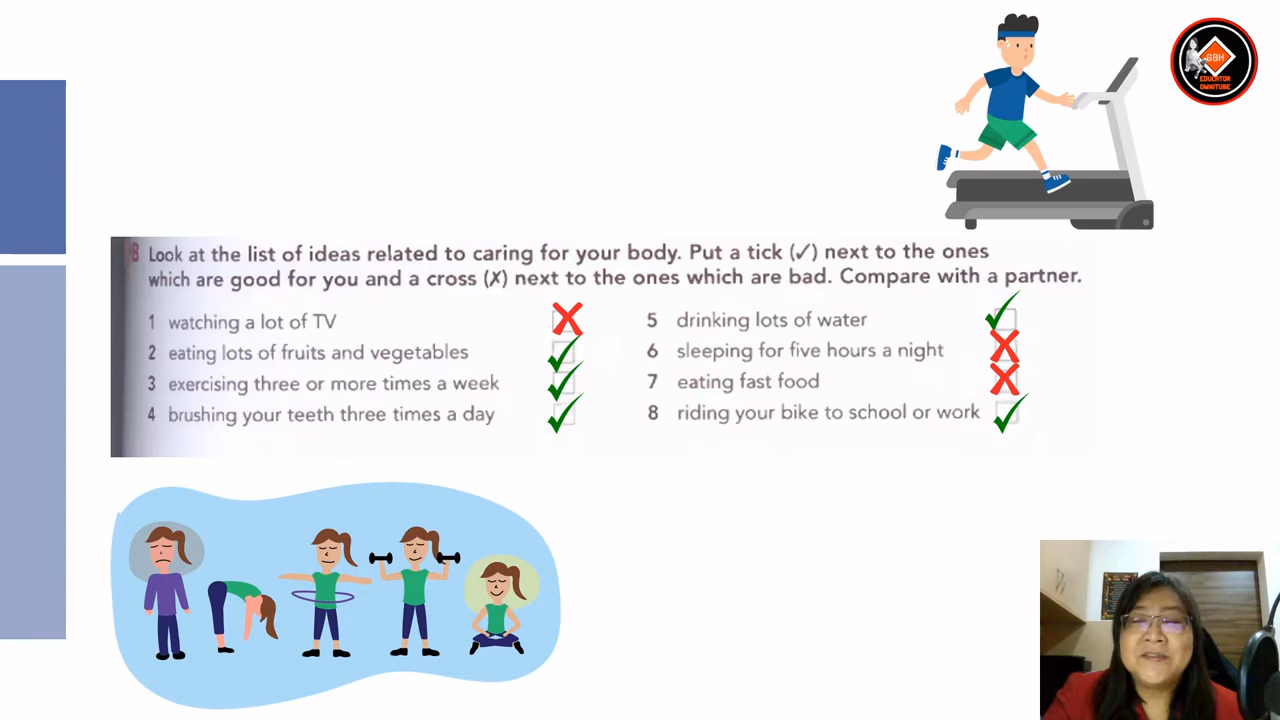 GBH
EDUCATOR
OMNITUBE
8 Look at the list of ideas related to caring for your body. Put a tick (✓) next to the ones
which are good for you and a cross (✗) next to the ones which are bad. Compare with a partner.
1 watching a lot of TV
2 eating lots of fruits and vegetables
3 exercising three or more times a week
4 brushing your teeth three times a day
5 drinking lots of water
6 sleeping for five hours a night
7 eating fast food
8 riding your bike to school or work